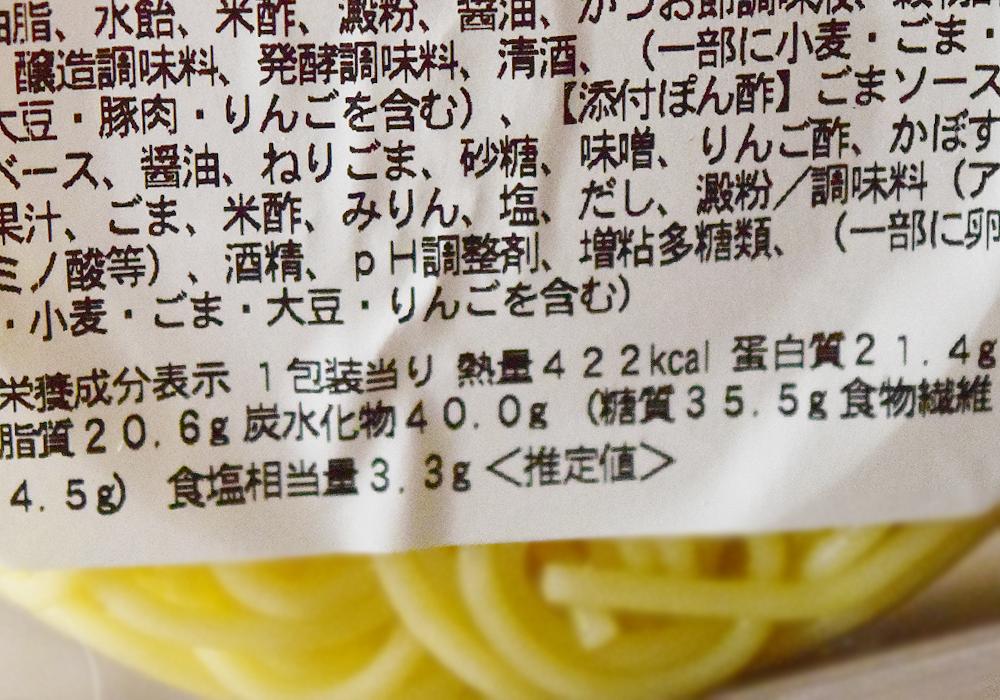 油脂、水飴、米酢、澱粉、醤油、かつお節調味液、
醸造調味料、発酵調味料、清酒、(一部に小麦・ごま・
大豆・豚肉・りんごを含む)、【添付ぽん酢】ごまソース
ベース、醤油、ねりごま、砂糖、味噌、りんご酢、かぼす
果汁、ごま、米酢、みりん、塩、だし、澱粉/調味料(ア
ミノ酸等)、酒精、pH調整剤、増粘多糖類、(一部に卵
・小麦・ごま・大豆・りんごを含む)
栄養成分表示 1包装当り 熱量422kcal 蛋白質21.4g
脂質20.6g 炭水化物40.0g (糖質35.5g 食物繊維
4.5g) 食塩相当量3.3g <推定値>